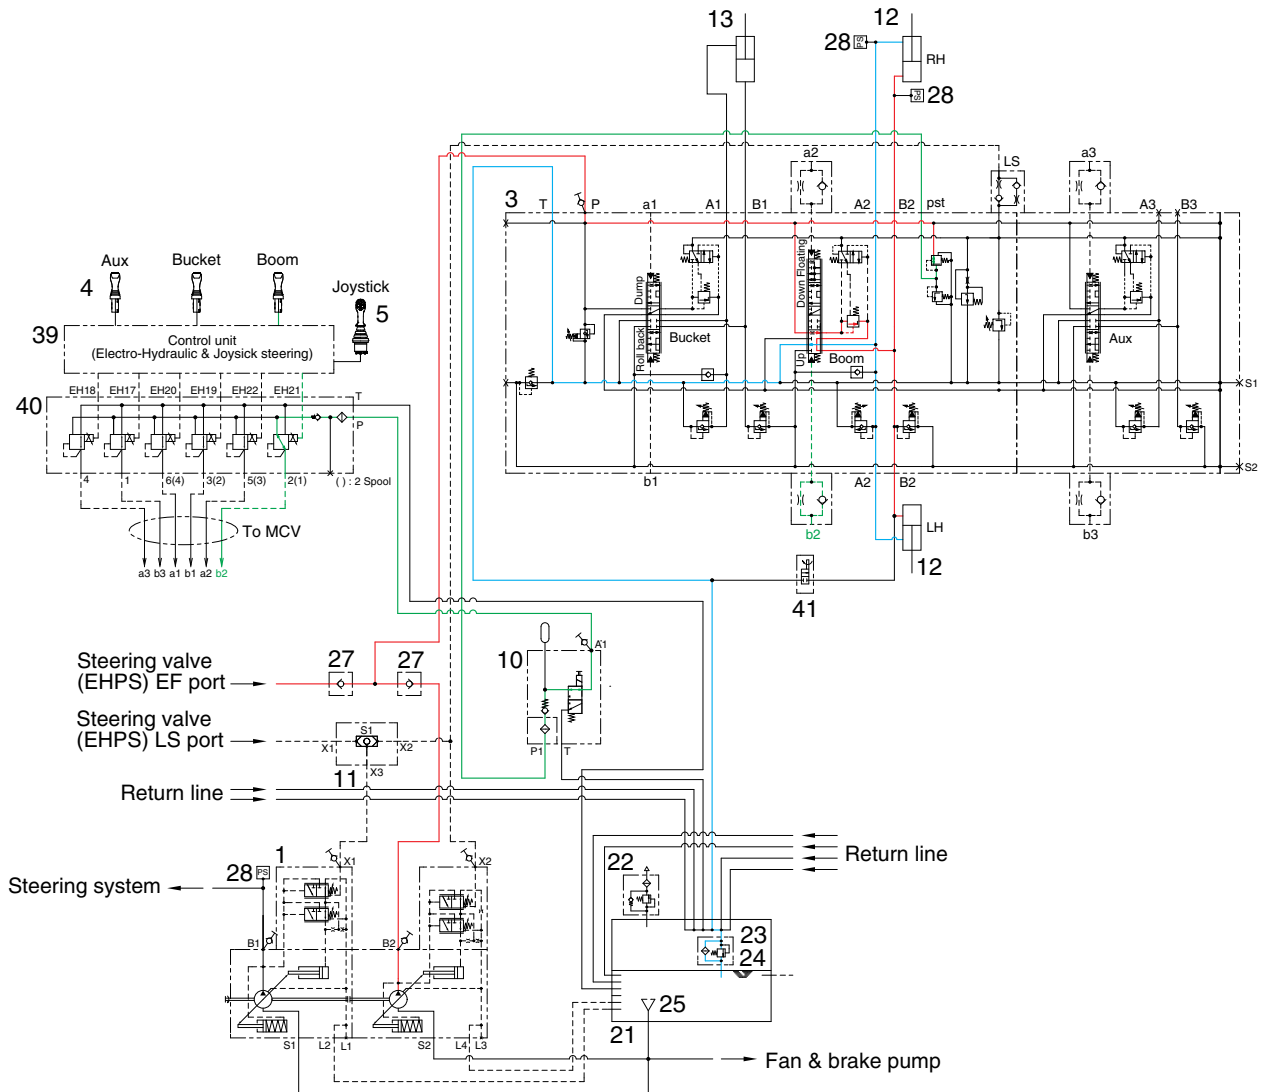 13
12
28
PS
RH
PS
28
a2
LS
a3
3
T
P
a1
A1
B1
A2
B2
pst
A3
B3
Aux
Bucket
Boom
4
Joystick
5
Dump
Down Floating
39
Control unit
(Electro-Hydraulic & Joysick steering)
Roll back
Bucket
Up
Boom
Aux
EH18
EH17
EH20
EH19
EH22
EH21
S1
40
T
P
4
1
6(4)
3(2)
5(3)
2(1)
( ) : 2 Spool
b1
A2
B2
S2
To MCV
b2
LH
b3
a3
b3
a1
b1
a2
b2
12
41
Steering valve
(EHPS) EF port
27
27
10
A1
Steering valve
(EHPS) LS port
S1
X1
X2
X3
11
P1
T
Return line
Return line
1
X1
X2
28
PS
Steering system
22
B1
B2
23
24
25
21
S1
L2
L1
S2
L4
L3
Fan & brake pump